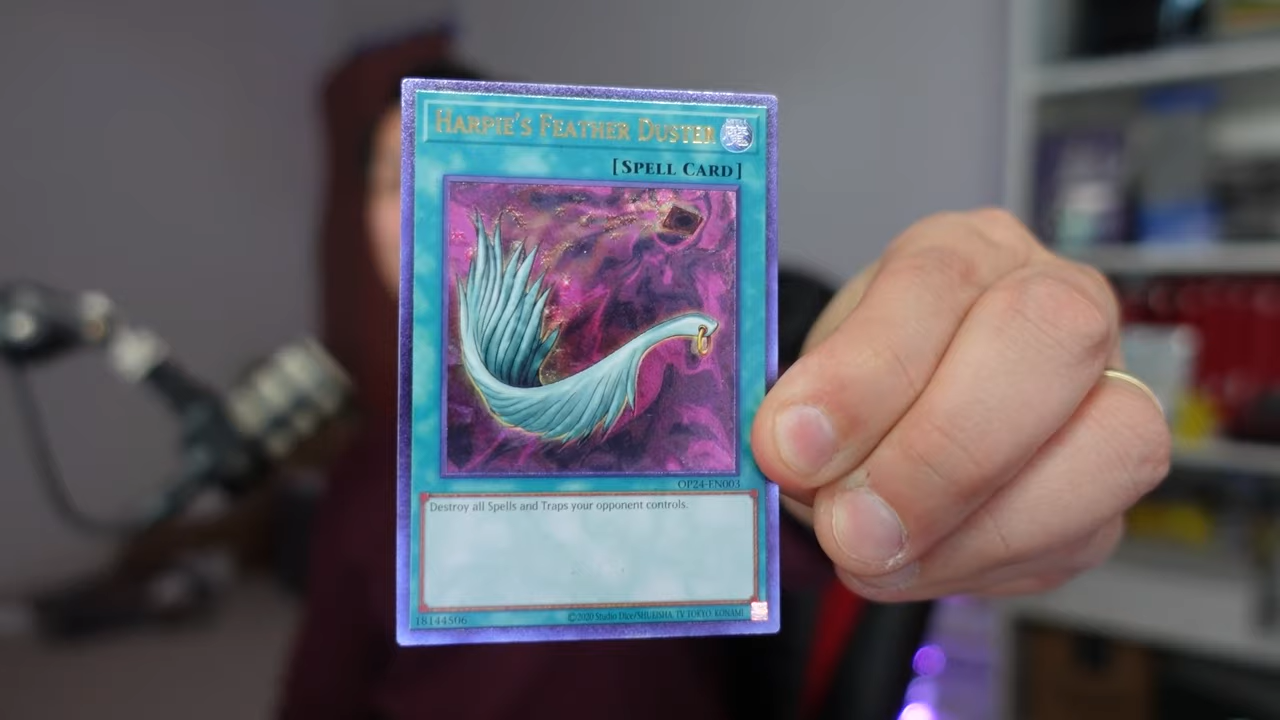 HARPIE'S FEATHER DUSTER
[SPELL CARD]
OP24-EN003
Destroy all Spells and Traps your opponent controls.
18144506
©2020 Studio Dice/SHUEISHA, TV TOKYO, KONAMI